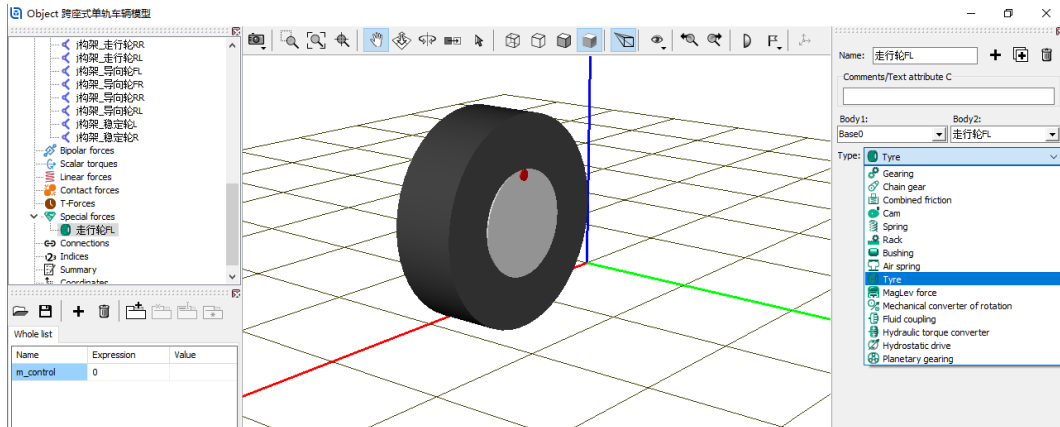 Object 跨座式单轨车辆模型
j构架_走行轮RR
j构架_走行轮RL
j构架_导向轮FL
j构架_导向轮FR
j构架_导向轮RR
j构架_导向轮RL
j构架_稳定轮L
j构架_稳定轮R
Bipolar forces
Scalar torques
Linear forces
Contact forces
T-Forces
Special forces
走行轮FL
Connections
Indices
Summary
Coordinates
Whole list
Name Expression Value
m_control 0
Name: 走行轮FL
Comments/Text attribute C
Body1: Body2:
Base0 走行轮FL
Type: Tyre
Gearing
Chain gear
Combined friction
Cam
Spring
Rack
Bushing
Air spring
Tyre
MagLev force
Mechanical converter of rotation
Fluid coupling
Hydraulic torque converter
Hydrostatic drive
Planetary gearing